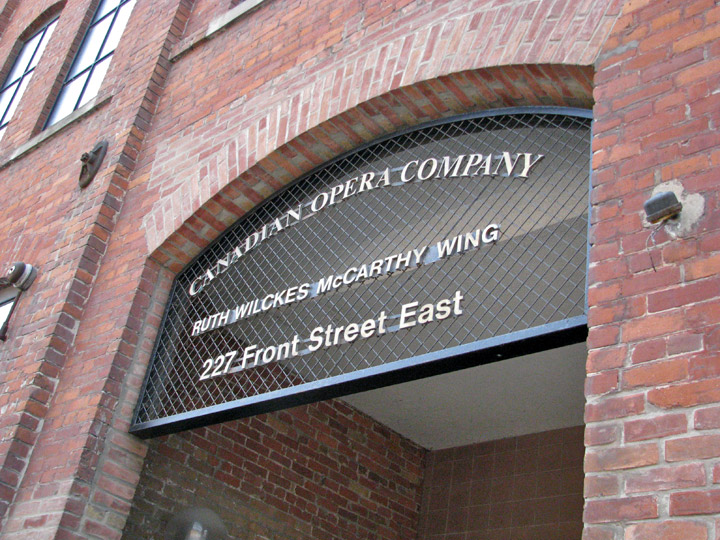 CANADIAN OPERA COMPANY
RUTH WILCKES McCARTHY WING
227 Front Street East